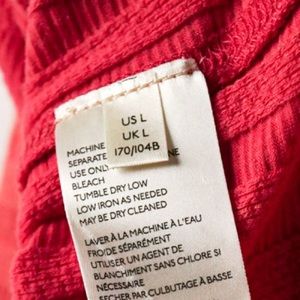 US L
UK L
170/104B
MACHINE
SEPARATE
USE ONLY
BLEACH
TUMBLE DRY LOW
LOW IRON AS NEEDED
MAY BE DRY CLEANED
LAVER À LA MACHINE À L'EAU
FROIDE SÉPARÉMENT
UTILISER UN AGENT DE
BLANCHIMENT SANS CHLORE SI
NÉCESSAIRE
SÉCHER PAR CULBUTAGE À BASSE